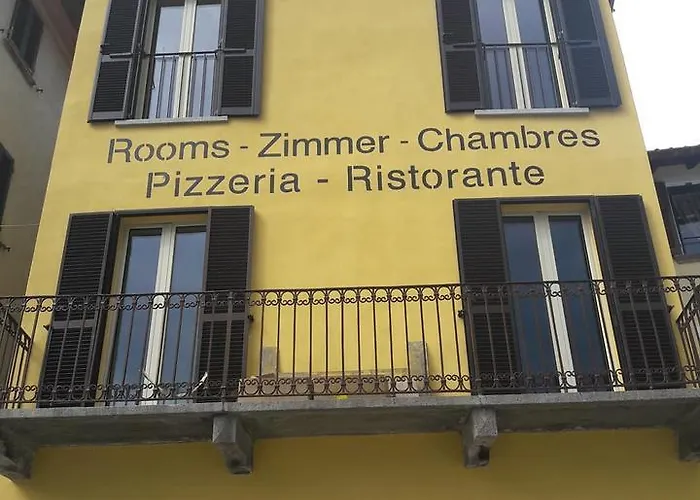 Rooms - Zimmer - Chambres
Pizzeria - Ristorante